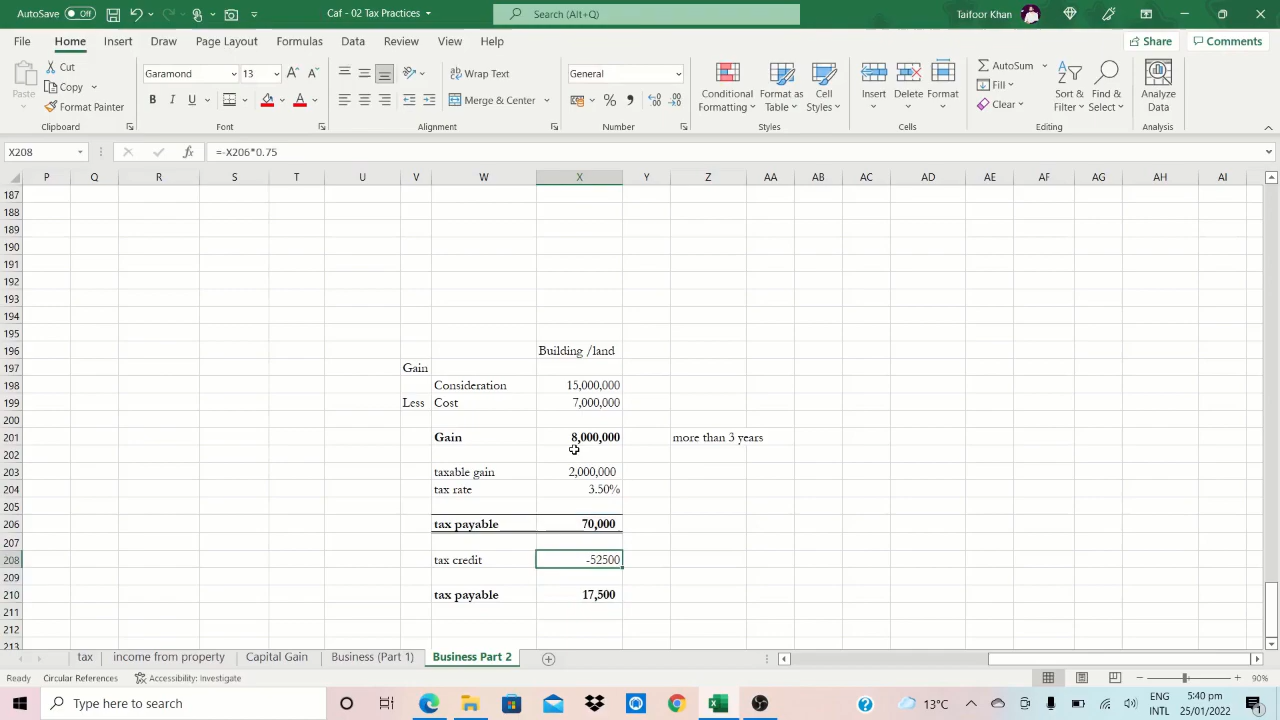 AutoSave Off Caf - 02 Tax Practices Search (Alt+Q) Taifoor Khan
File Home Insert Draw Page Layout Formulas Data Review View Help Share Comments
Paste Cut Copy Format Painter
Garamond 13
B I U
Wrap Text
Merge & Center
General
Conditional Formatting Format as Table Cell Styles
Insert Delete Format
AutoSum Fill Clear
Sort & Filter Find & Select
Analyze Data
Clipboard Font Alignment Number Styles Cells Editing Analysis
X208 fx =-X206*0.75
P Q R S T U V W X Y Z AA AB AC AD AE AF AG AH AI
187
188
189
190
191
192
193
194
195
196 Building /land
197 Gain
198 Consideration 15,000,000
199 Less Cost 7,000,000
200
201 Gain 8,000,000 more than 3 years
202
203 taxable gain 2,000,000
204 tax rate 3.50%
205
206 tax payable 70,000
207
208 tax credit -52500
209
210 tax payable 17,500
211
212
213
tax income from property Capital Gain Business (Part 1) Business Part 2
Ready Circular References Accessibility: Investigate 90%
Type here to search 13°C ENG INTL 5:40 pm 25/01/2022